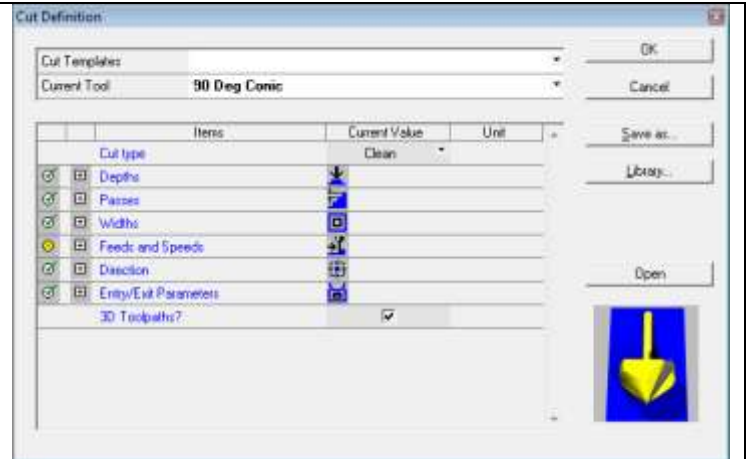 Cut Definition
OK
Cut Templates
Current Tool 90 Deg Conic
Cancel
Items Current Value Unit
Save as...
Cut type Clean
Depths
Library...
Passes
Widths
Feeds and Speeds
Direction
Open
Entry/Exit Parameters
3D Toolpaths?